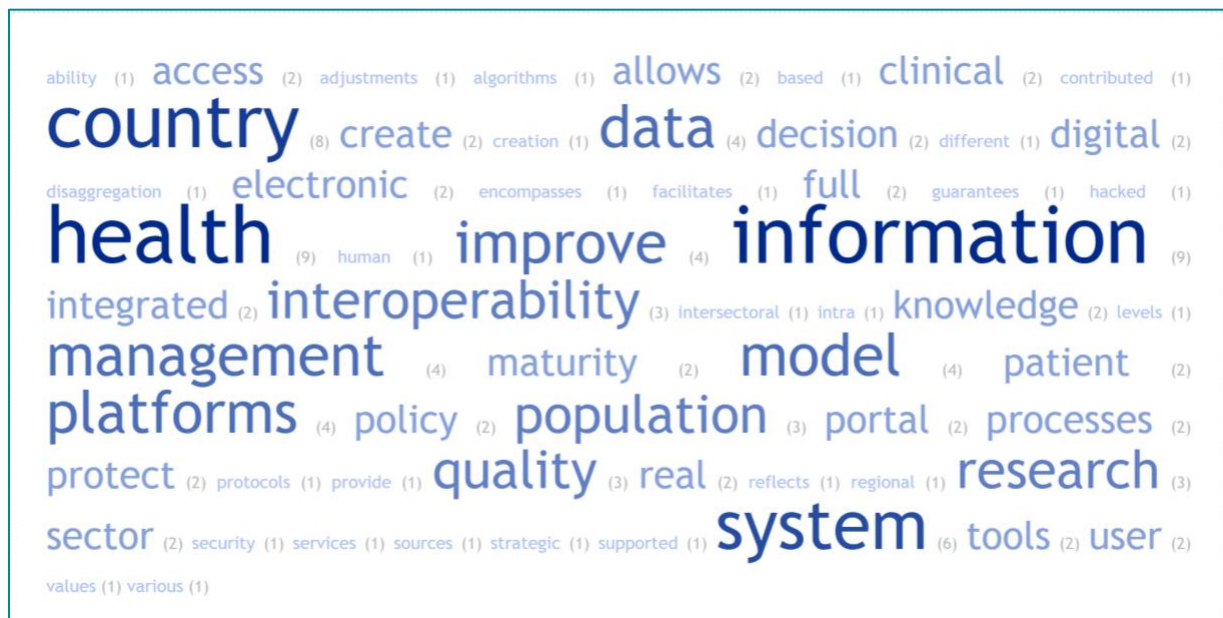 ability (1) access (2) adjustments (1) algorithms (1) allows (2) based (1) clinical (2) contributed (1)
country (8) create (2) creation (1) data (4) decision (2) different (1) digital (2)
disaggregation (1) electronic (2) encompasses (1) facilitates (1) full (2) guarantees (1) hacked (1)
health (9) human (1) improve (4) information (9)
integrated (2) interoperability (3) intersectoral (1) intra (1) knowledge (2) levels (1)
management (4) maturity (2) model (4) patient (2)
platforms (4) policy (2) population (3) portal (2) processes (2)
protect (2) protocols (1) provide (1) quality (3) real (2) reflects (1) regional (1) research (3)
sector (2) security (1) services (1) sources (1) strategic (1) supported (1) system (6) tools (2) user (2)
values (1) various (1)